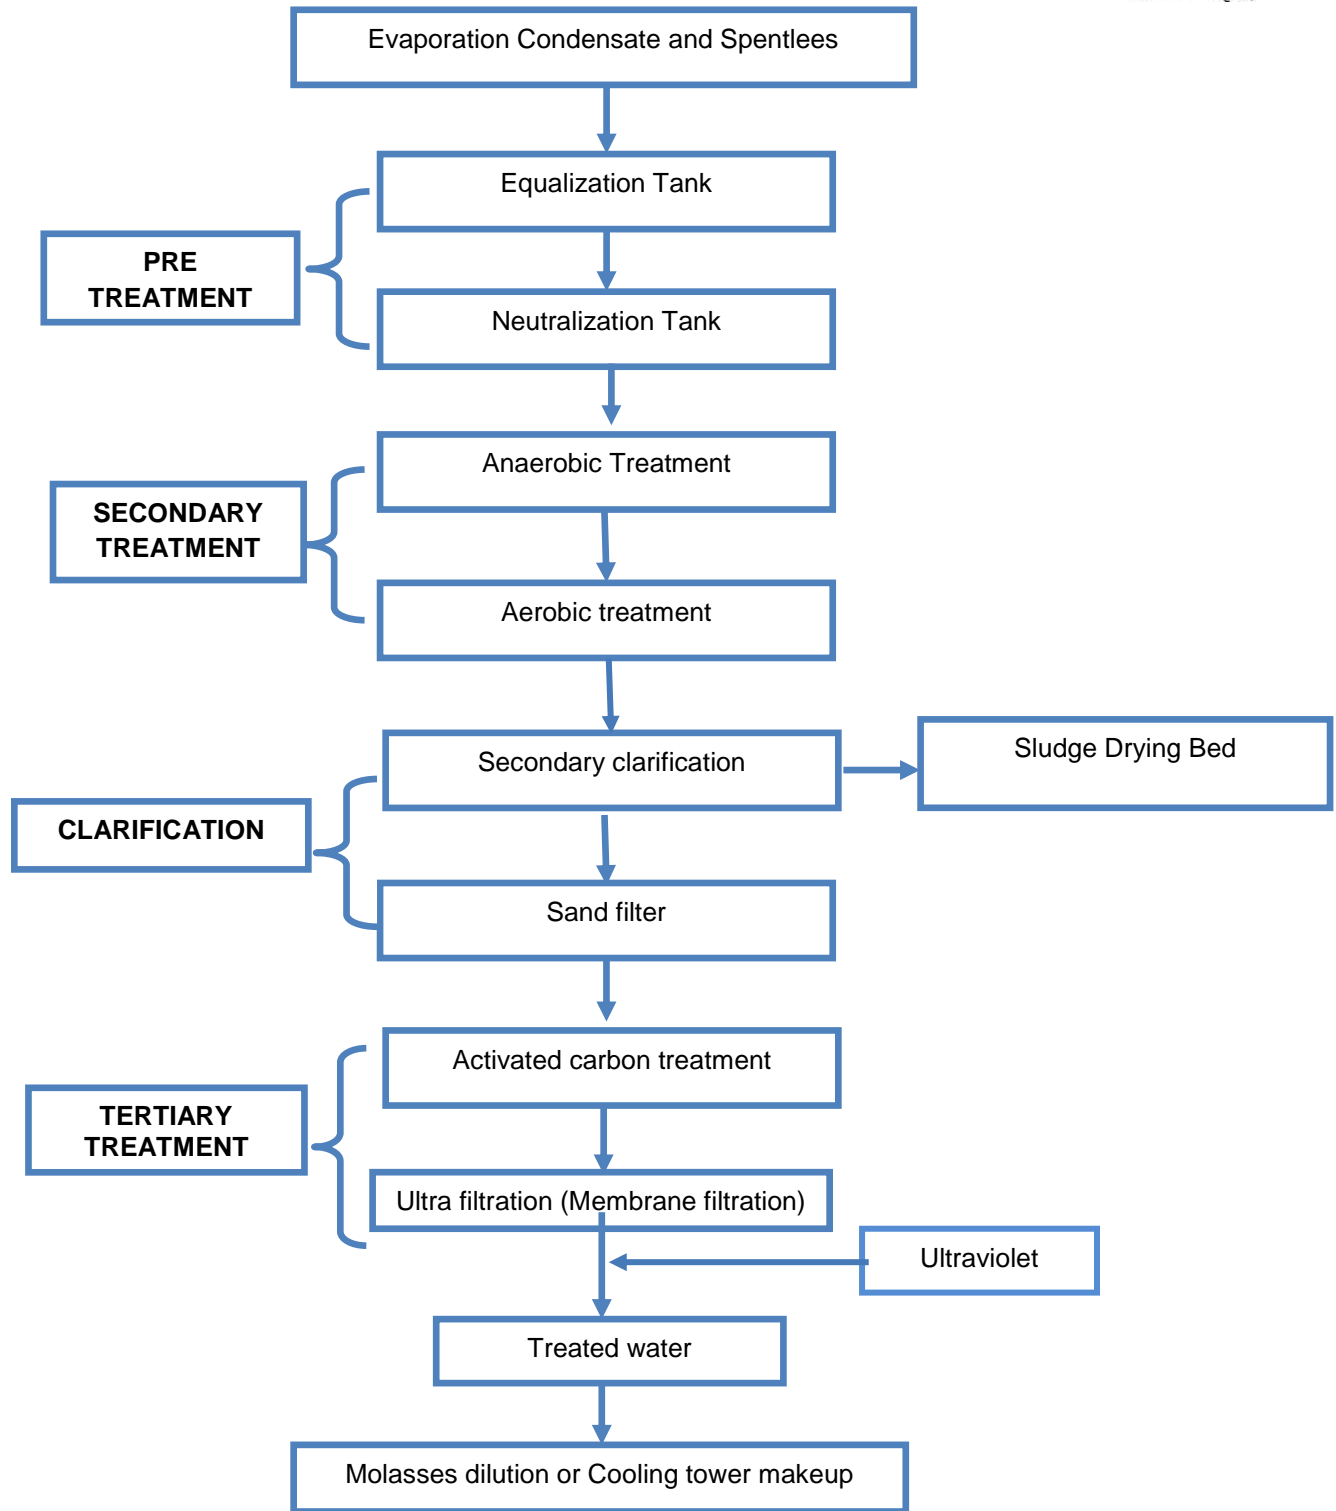 Evaporation Condensate and Spentlees
Equalization Tank
PRE
TREATMENT
Neutralization Tank
Anaerobic Treatment
SECONDARY
TREATMENT
Aerobic treatment
Secondary clarification
Sludge Drying Bed
CLARIFICATION
Sand filter
Activated carbon treatment
TERTIARY
TREATMENT
Ultra filtration (Membrane filtration)
Ultraviolet
Treated water
Molasses dilution or Cooling tower makeup